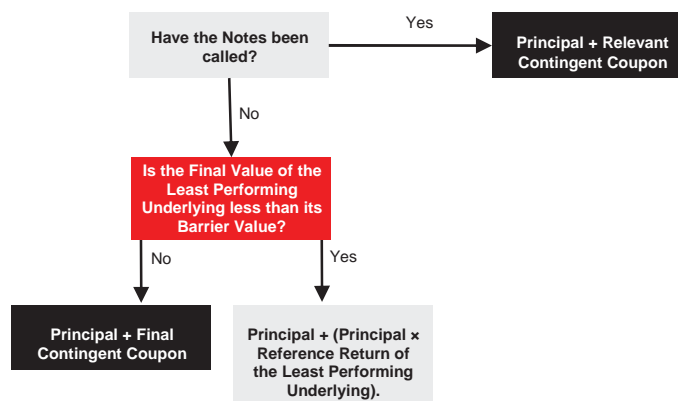 Have the Notes been
called?
Yes
Principal + Relevant
Contingent Coupon
No
Is the Final Value of the
Least Performing
Underlying less than its
Barrier Value?
No
Yes
Principal + Final
Contingent Coupon
Principal + (Principal ×
Reference Return of
the Least Performing
Underlying).